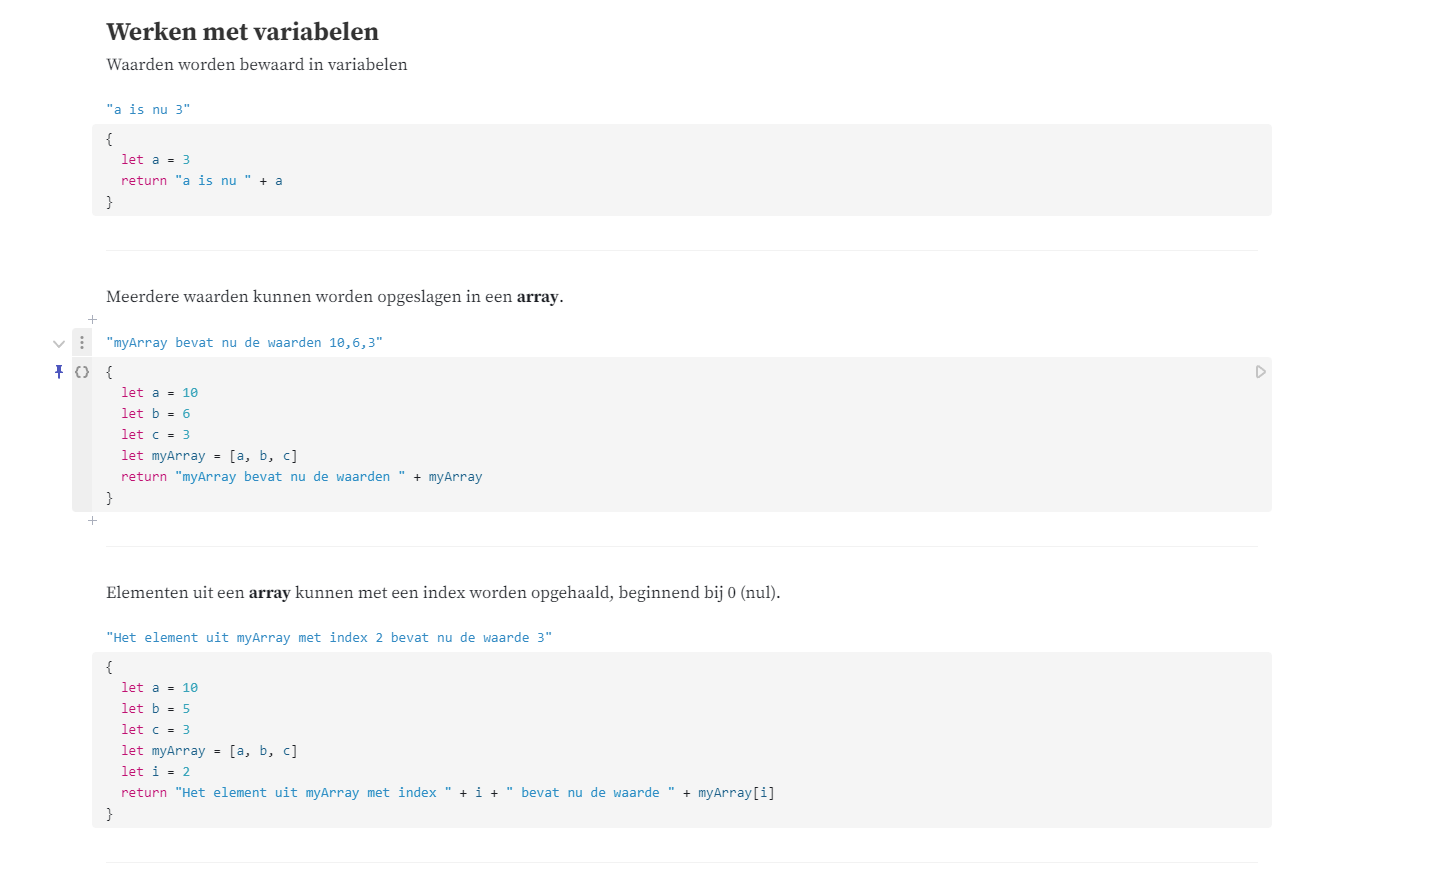 Werken met variabelen
Waarden worden bewaard in variabelen
"a is nu 3"
{
  let a = 3
  return "a is nu " + a
}
Meerdere waarden kunnen worden opgeslagen in een array.
"myArray bevat nu de waarden 10,6,3"
{
  let a = 10
  let b = 6
  let c = 3
  let myArray = [a, b, c]
  return "myArray bevat nu de waarden " + myArray
}
Elementen uit een array kunnen met een index worden opgehaald, beginnend bij 0 (nul).
"Het element uit myArray met index 2 bevat nu de waarde 3"
{
  let a = 10
  let b = 5
  let c = 3
  let myArray = [a, b, c]
  let i = 2
  return "Het element uit myArray met index " + i + " bevat nu de waarde " + myArray[i]
}